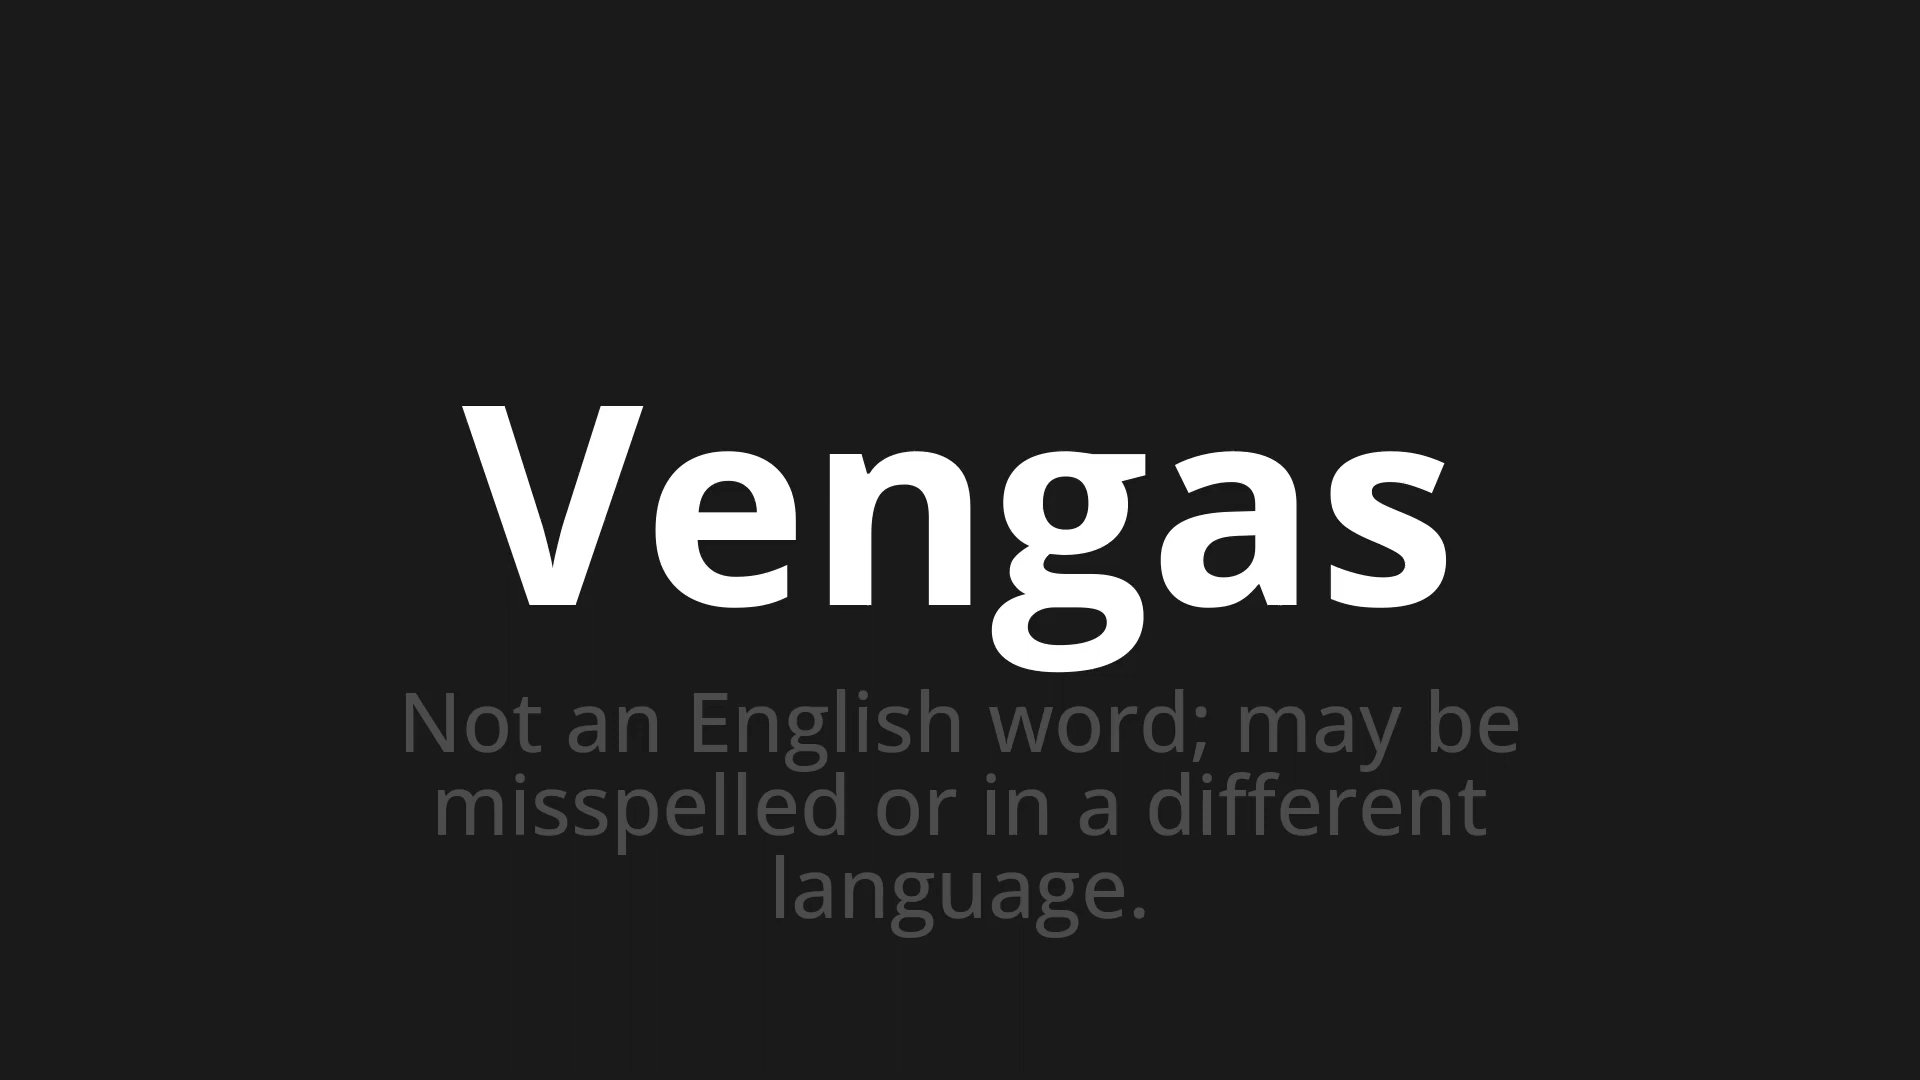 Vengas
Not an English word; may be
misspelled or in a different
language.